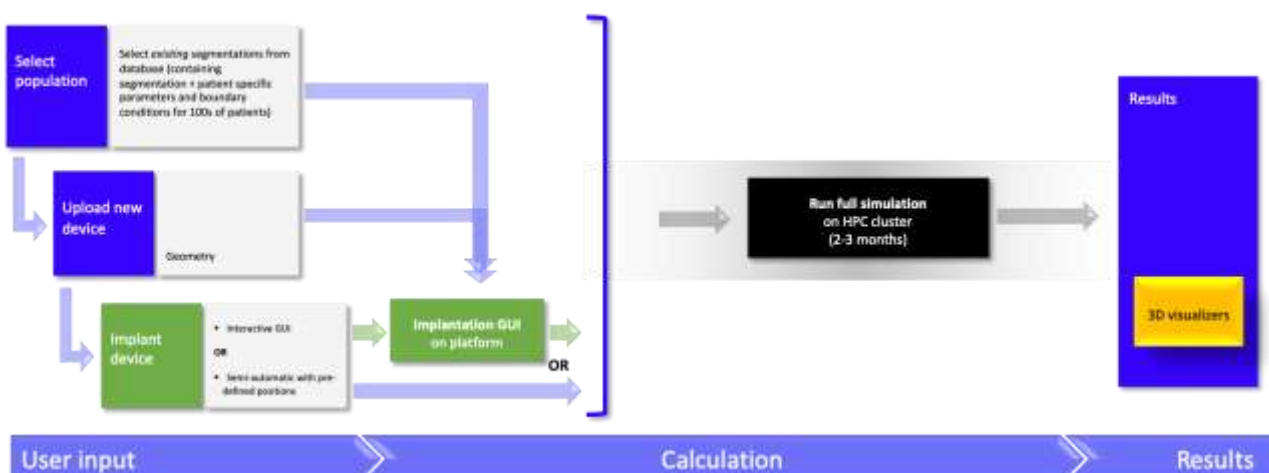 Select
population
Select existing segmentations from
database (containing
segmentation + patient specific
parameters and boundary
conditions for 100s of patients)
Upload new
device
Geometry
Implant
device
• Interactive GUI
OR
• Semi-automatic with pre-
defined positions
Implantation GUI
on platform
OR
Run full simulation
on HPC cluster
(2-3 months)
Results
3D visualizers
User input
Calculation
Results